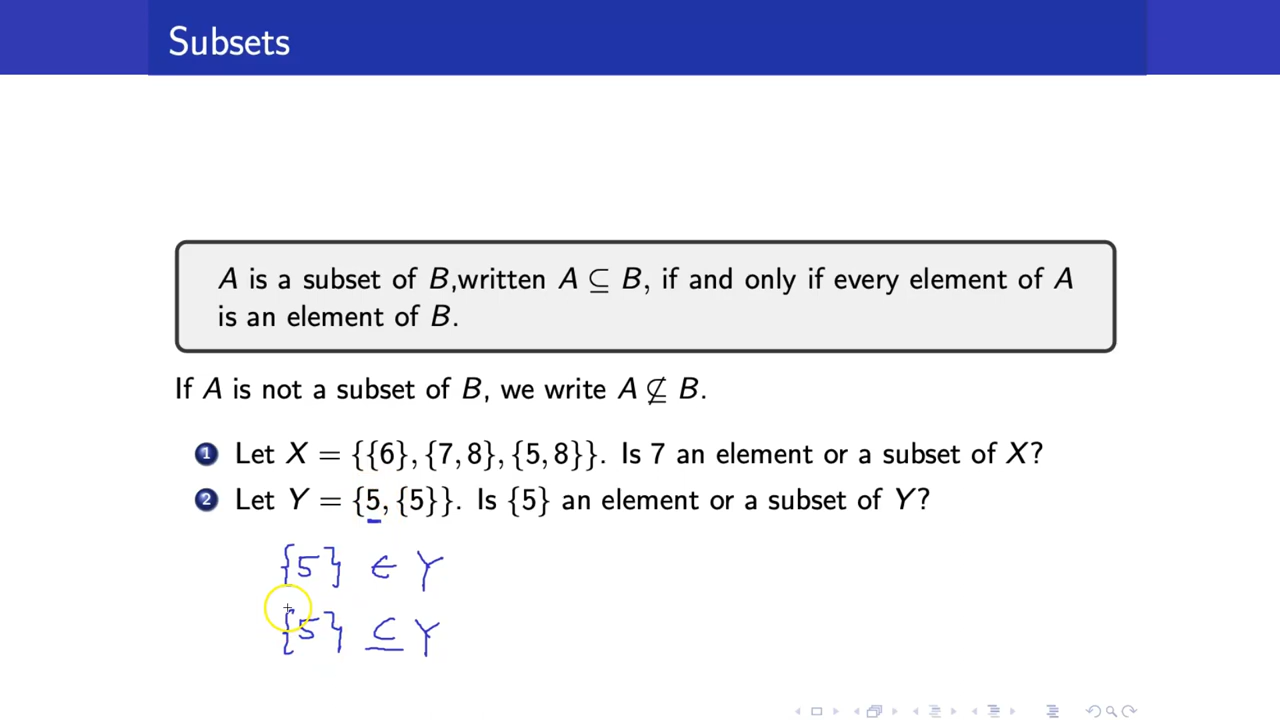 Subsets
A is a subset of B,written A ⊆ B, if and only if every element of A
is an element of B.
If A is not a subset of B, we write A ⊈ B.
1 Let X = {{6}, {7, 8}, {5, 8}}. Is 7 an element or a subset of X?
2 Let Y = {5, {5}}. Is {5} an element or a subset of Y?
{5} ∈ Y
{5} ⊆ Y